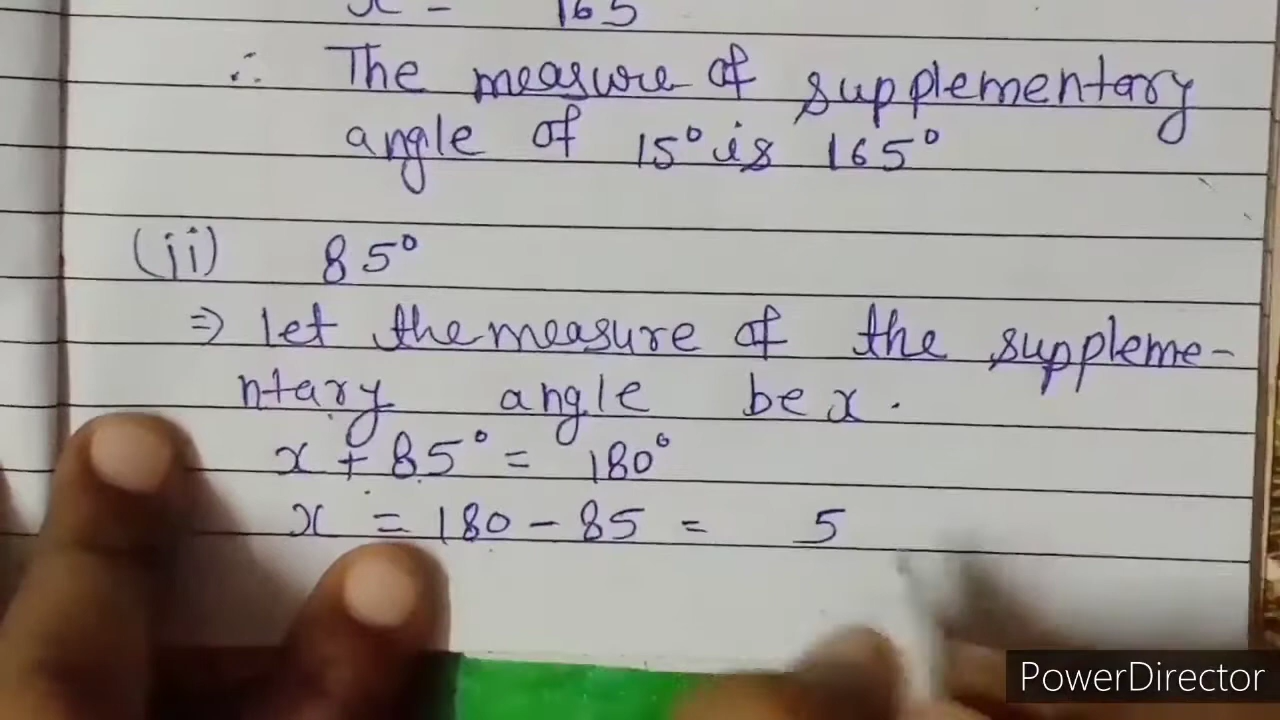 x = 165
∴ The measure of supplementary
angle of 15° is 165°
(ii) 85°
⇒ let the measure of the suppleme-
ntary angle be x.
x + 85° = 180°
x = 180 - 85 = 5
PowerDirector